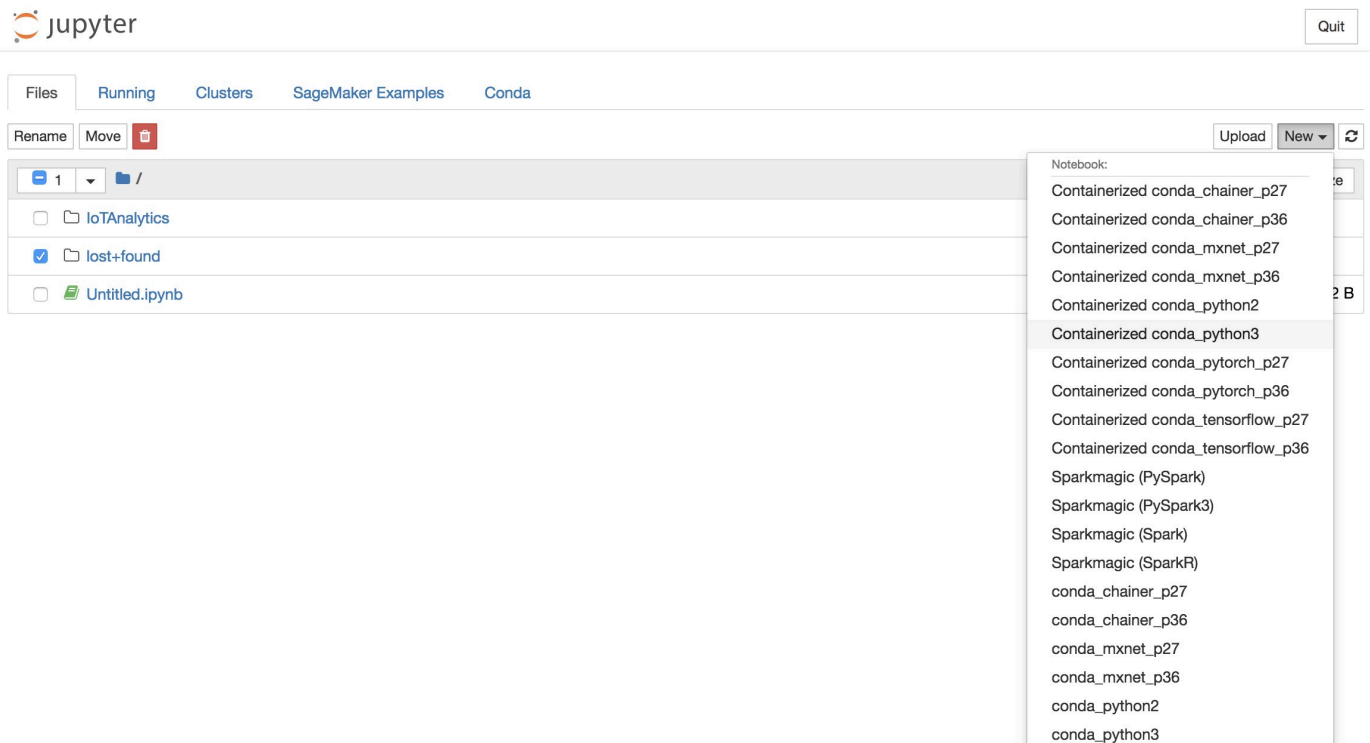 jupyter
Quit
Files Running Clusters SageMaker Examples Conda
Rename Move Upload New
1 /
Notebook:
Containerized conda_chainer_p27
IoTAnalytics
Containerized conda_chainer_p36
lost+found
Containerized conda_mxnet_p27
Containerized conda_mxnet_p36
Untitled.ipynb
2 B
Containerized conda_python2
Containerized conda_python3
Containerized conda_pytorch_p27
Containerized conda_pytorch_p36
Containerized conda_tensorflow_p27
Containerized conda_tensorflow_p36
Sparkmagic (PySpark)
Sparkmagic (PySpark3)
Sparkmagic (Spark)
Sparkmagic (SparkR)
conda_chainer_p27
conda_chainer_p36
conda_mxnet_p27
conda_mxnet_p36
conda_python2
conda_python3